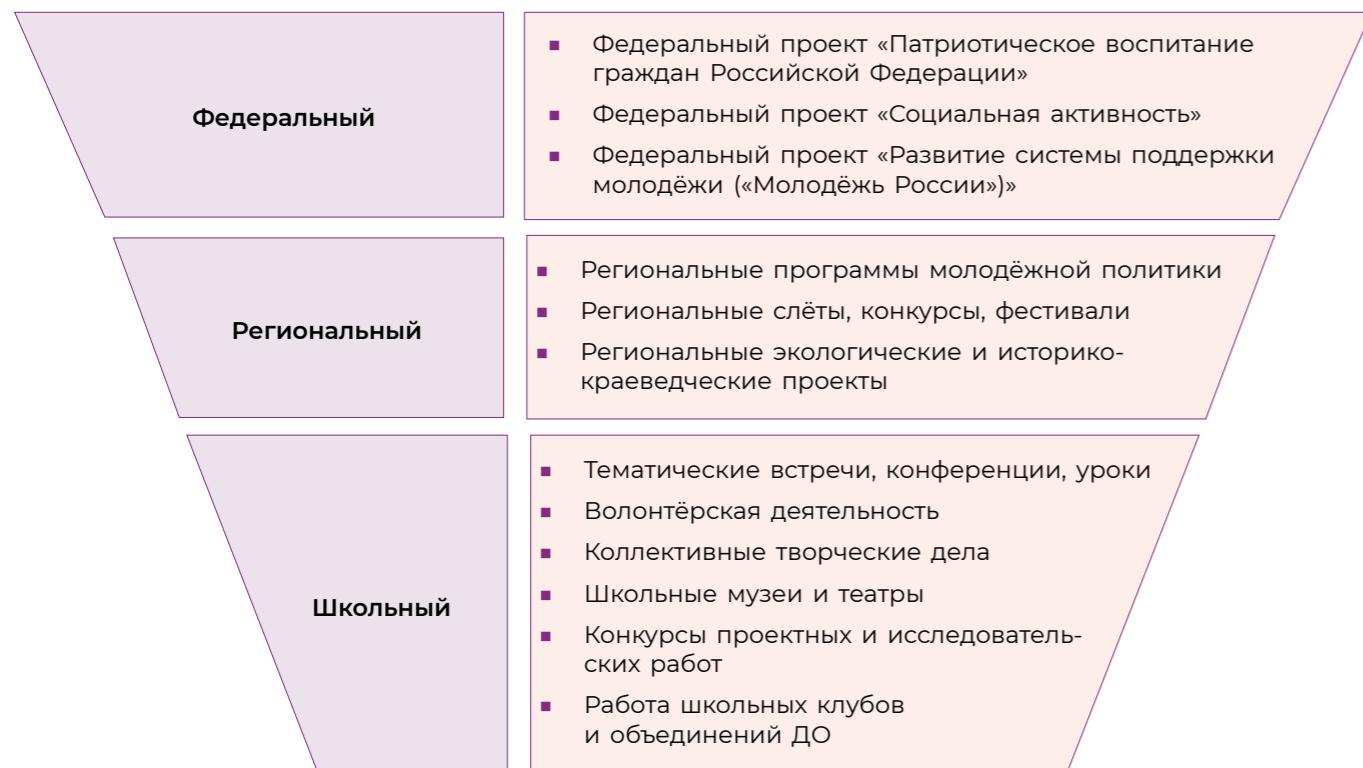 Федеральный
▪ Федеральный проект «Патриотическое воспитание
граждан Российской Федерации»
▪ Федеральный проект «Социальная активность»
▪ Федеральный проект «Развитие системы поддержки
молодёжи («Молодёжь России»)»
Региональный
▪ Региональные программы молодёжной политики
▪ Региональные слёты, конкурсы, фестивали
▪ Региональные экологические и историко-
краеведческие проекты
Школьный
▪ Тематические встречи, конференции, уроки
▪ Волонтёрская деятельность
▪ Коллективные творческие дела
▪ Школьные музеи и театры
▪ Конкурсы проектных и исследователь-
ских работ
▪ Работа школьных клубов
и объединений ДО